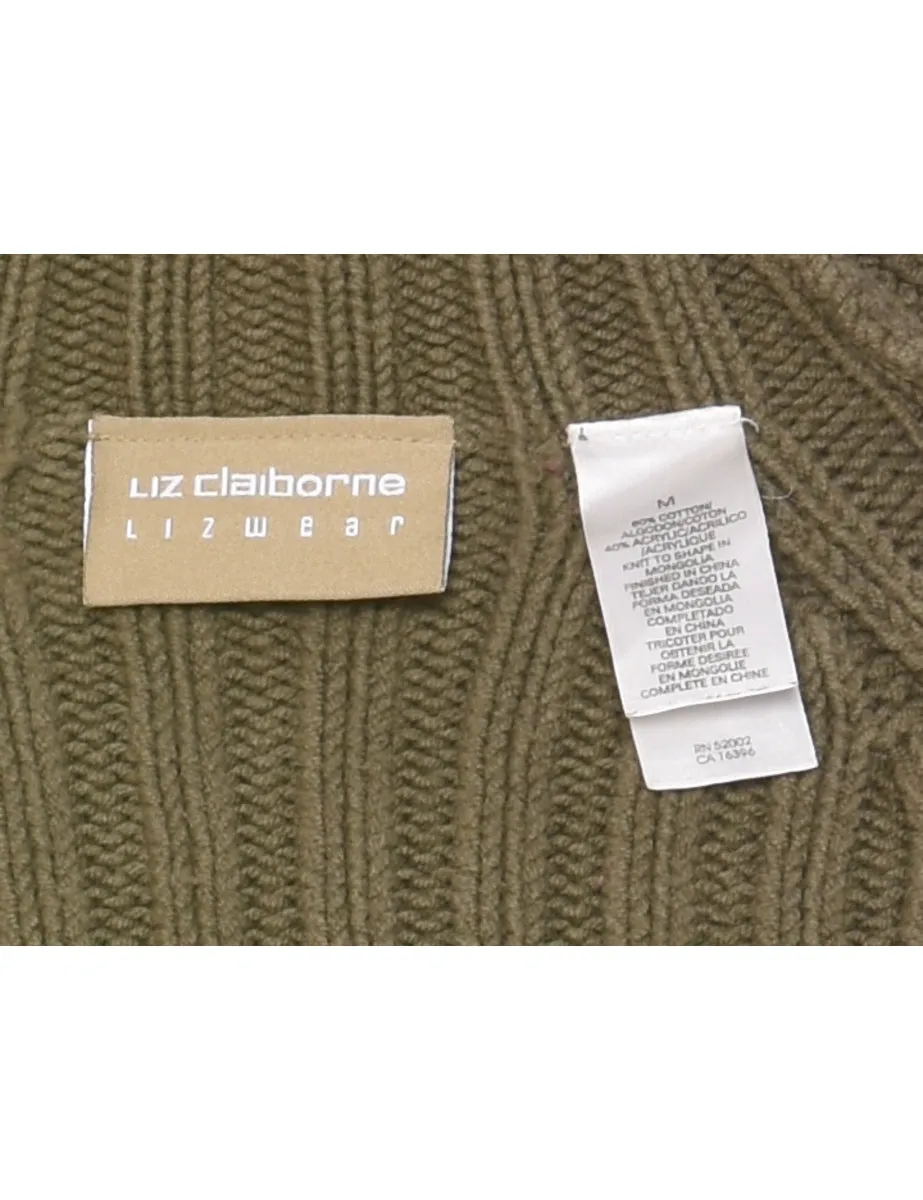 LIZ claiborne
LIZWEAR
M
60% COTTON/
ALGODON/COTON
40% ACRYLIC/ACRILICO
/ACRYLIQUE
KNIT TO SHAPE IN
MONGOLIA
FINISHED IN CHINA
TEJER DANDO LA
FORMA DESEADA
EN MONGOLIA
COMPLETADO
EN CHINA
TRICOTER POUR
OBTENIR LA
FORME DESIREE
EN MONGOLIE
COMPLETE EN CHINE
RN 52002
CA 16396